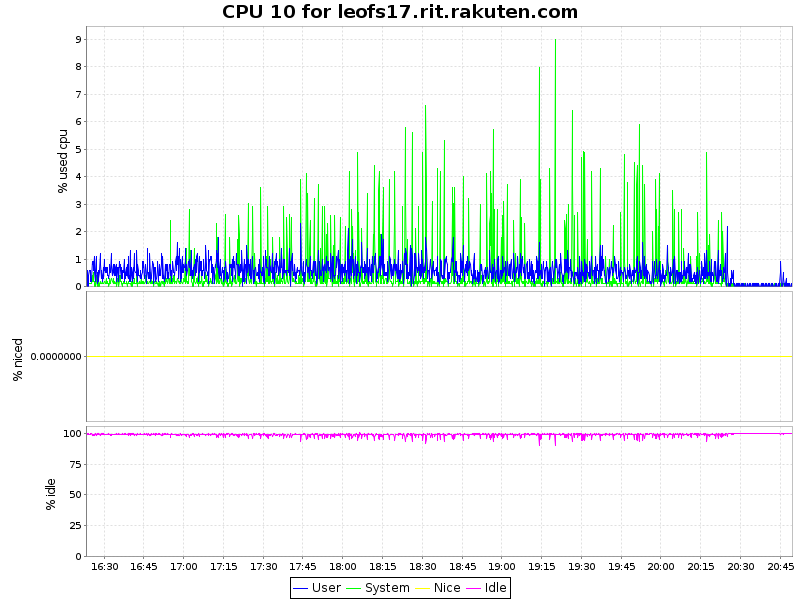 CPU 10 for leofs17.rit.rakuten.com
% used cpu
9
8
7
6
5
4
3
2
1
0
% niced
0.0000000
% idle
100
75
50
25
0
16:30 16:45 17:00 17:15 17:30 17:45 18:00 18:15 18:30 18:45 19:00 19:15 19:30 19:45 20:00 20:15 20:30 20:45
User System Nice Idle